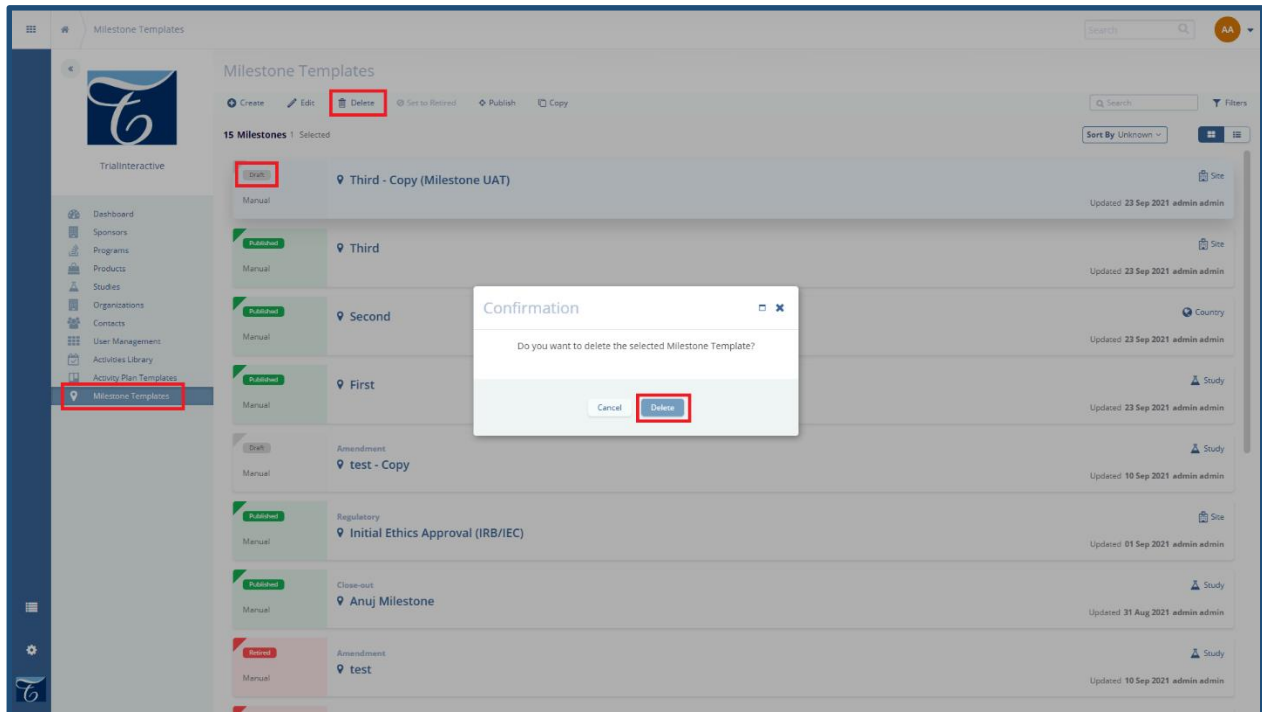 Milestone Templates
Search
AA
Trialinteractive
Dashboard
Sponsors
Programs
Products
Studies
Organizations
Contacts
User Management
Activities Library
Activity Plan Templates
Milestone Templates
Milestone Templates
Create Edit Delete Set to Retired Publish Copy
Search
Filters
15 Milestones 1 Selected
Sort By Unknown
Draft
Third - Copy (Milestone UAT)
Site
Manual
Updated 23 Sep 2021 admin admin
Published
Third
Site
Manual
Updated 23 Sep 2021 admin admin
Published
Second
Country
Manual
Updated 23 Sep 2021 admin admin
Published
First
Study
Manual
Updated 23 Sep 2021 admin admin
Confirmation
Do you want to delete the selected Milestone Template?
Cancel Delete
Draft
Amendment
test - Copy
Study
Manual
Updated 10 Sep 2021 admin admin
Published
Regulatory
Initial Ethics Approval (IRB/IEC)
Site
Manual
Updated 01 Sep 2021 admin admin
Published
Close-out
Anuj Milestone
Study
Manual
Updated 31 Aug 2021 admin admin
Retired
Amendment
test
Study
Manual
Updated 10 Sep 2021 admin admin